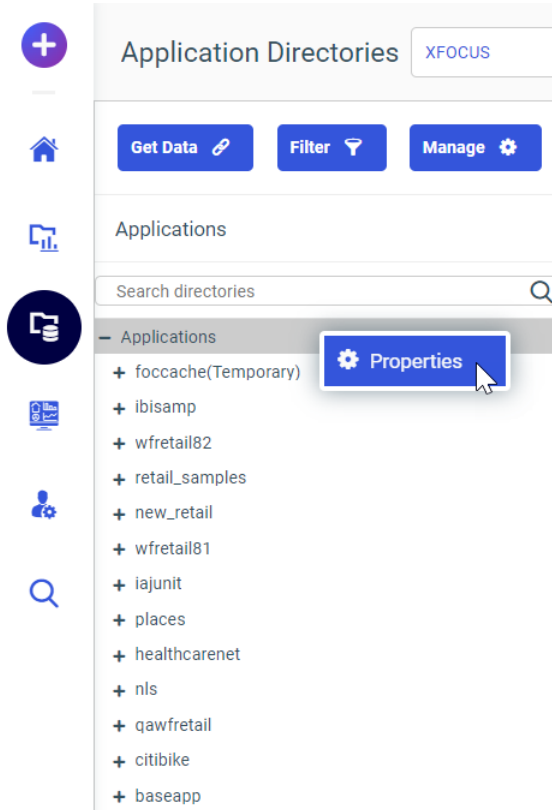 Application Directories
XFOCUS
Get Data
Filter
Manage
Applications
Search directories
Applications
Properties
foccache(Temporary)
ibisamp
wfretail82
retail_samples
new_retail
wfretail81
iajunit
places
healthcarenet
nls
qawfretail
citibike
baseapp